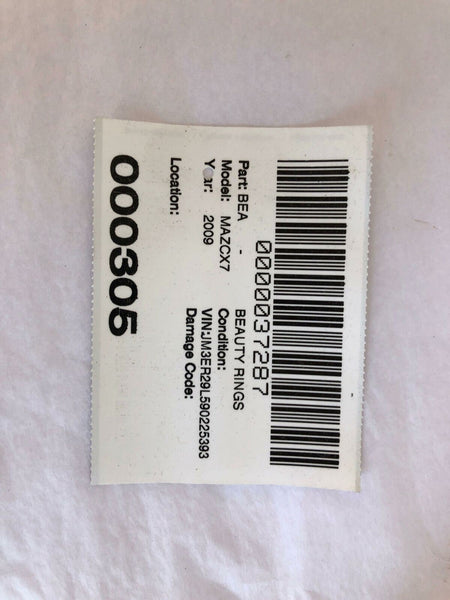 0000037287
Part: BEA - BEAUTY RINGS
Model: MAZCX7 Condition:
Year: 2009 VIN:JM3ER29L590225393
Damage Code:
Location:
000305